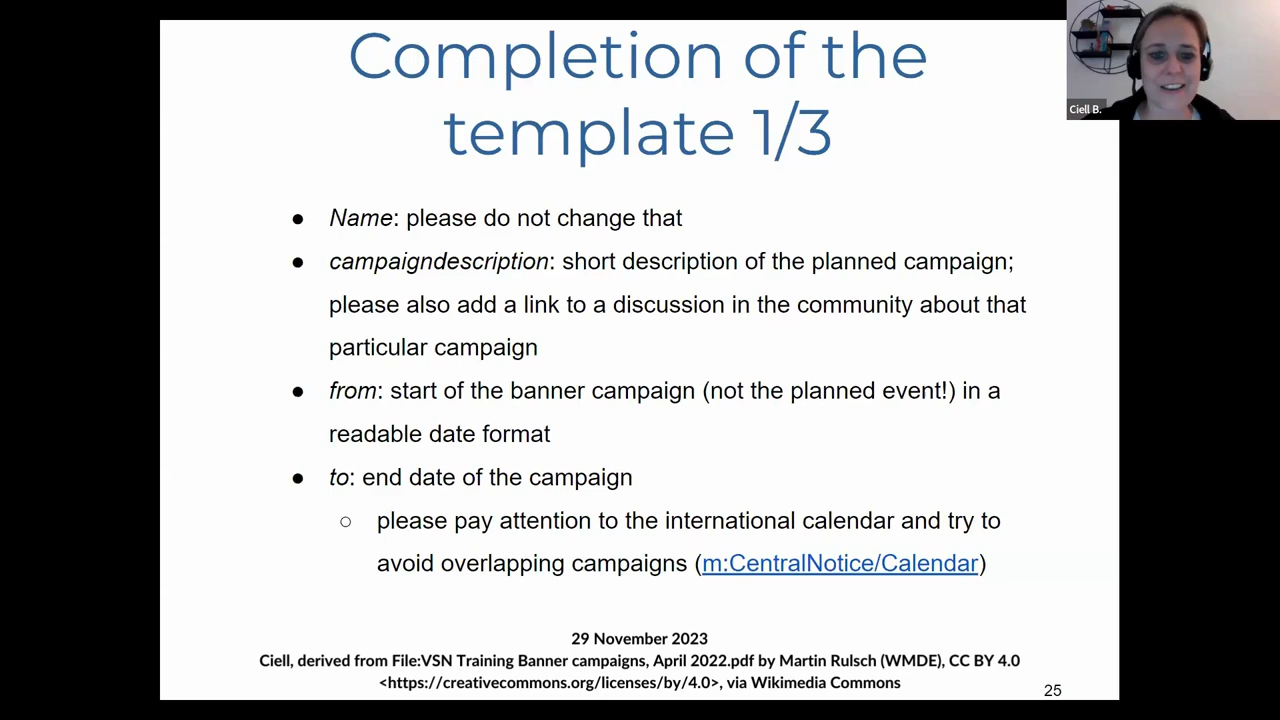 Completion of the
template 1/3
Ciell B.
● Name: please do not change that
● campaigndescription: short description of the planned campaign;
please also add a link to a discussion in the community about that
particular campaign
● from: start of the banner campaign (not the planned event!) in a
readable date format
● to: end date of the campaign
○ please pay attention to the international calendar and try to
avoid overlapping campaigns (m:CentralNotice/Calendar)
29 November 2023
Ciell, derived from File:VSN Training Banner campaigns, April 2022.pdf by Martin Rulsch (WMDE), CC BY 4.0
<https://creativecommons.org/licenses/by/4.0>, via Wikimedia Commons
25